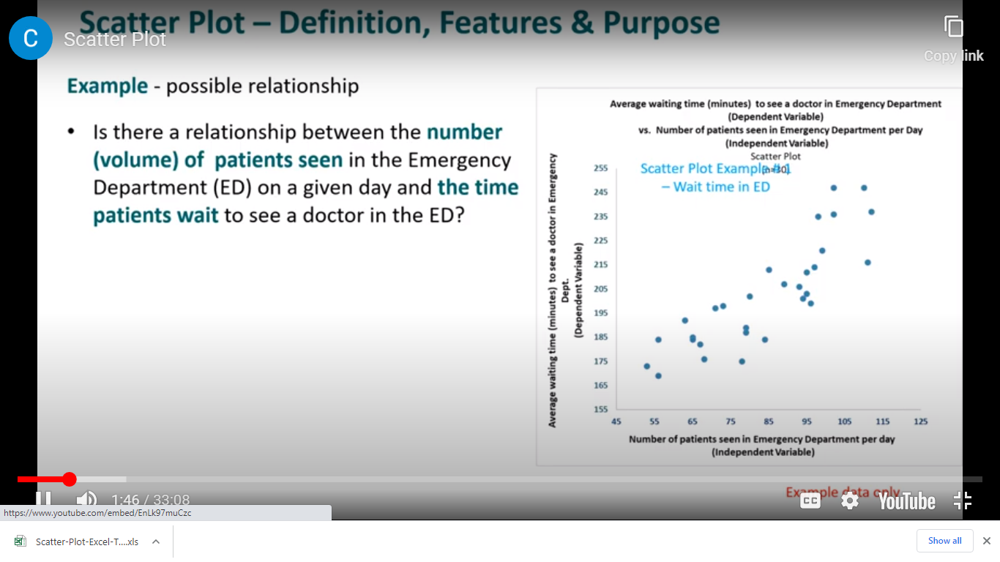 Scatter Plot – Definition, Features & Purpose
C
Scatter Plot
Copy link
Example - possible relationship
• Is there a relationship between the number
(volume) of patients seen in the Emergency
Department (ED) on a given day and the time
patients wait to see a doctor in the ED?
Average waiting time (minutes) to see a doctor in Emergency Department
(Dependent Variable)
vs. Number of patients seen in Emergency Department per Day
(Independent Variable)
Scatter Plot
Scatter Plot Example #1
– Wait time in ED
Average waiting time (minutes) to see a doctor in Emergency
Dept.
(Dependent Variable)
255
245
235
225
215
205
195
185
175
165
155
45 55 65 75 85 95 105 115 125
Number of patients seen in Emergency Department per day
(Independent Variable)
Example data only
1:46 / 33:08
CC
YouTube
https://www.youtube.com/embed/EnLk97muCzc
Scatter-Plot-Excel-T....xls
Show all